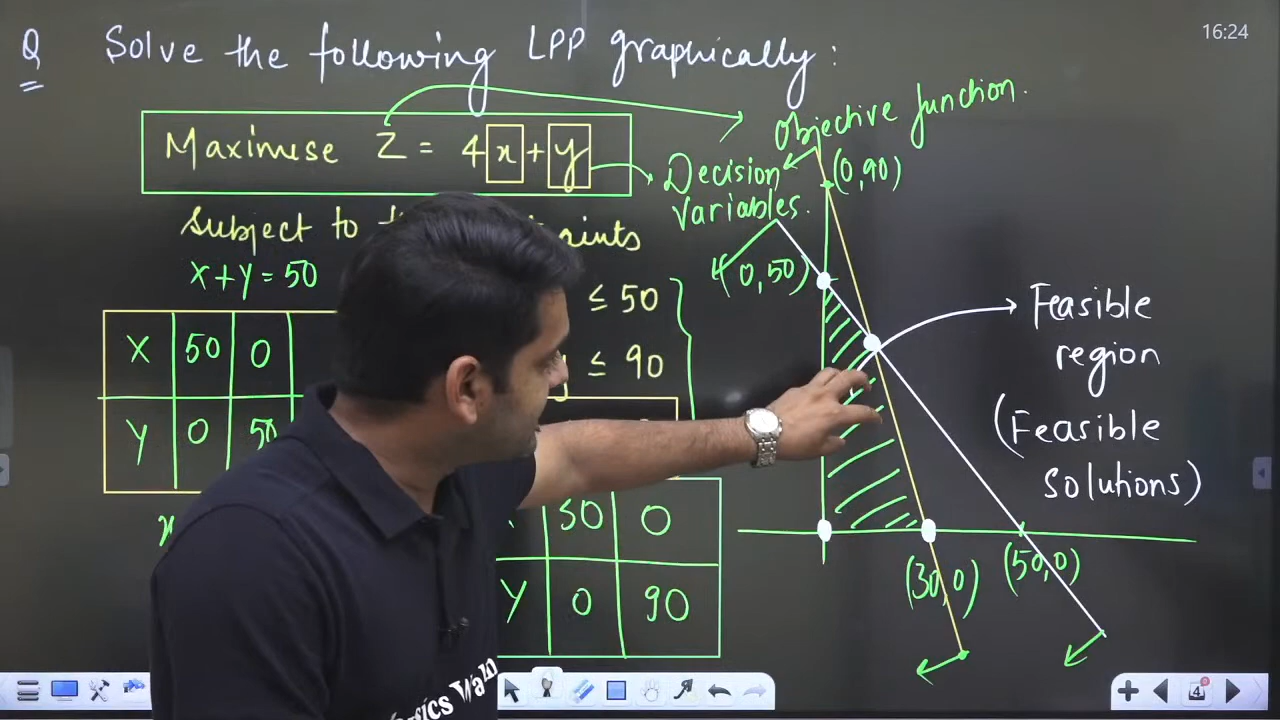 16:24
Q Solve the following LPP graphically:
Objective function.
Maximise Z = 4x+y
Decision
Variables.
(0,90)
subject to
x+y=50
(0,50)
≤ 50
≤ 90
Feasible
region
(Feasible
solutions)
X 50 0
Y 0 50
0
Y 0 90
(30,0)
(50,0)
4